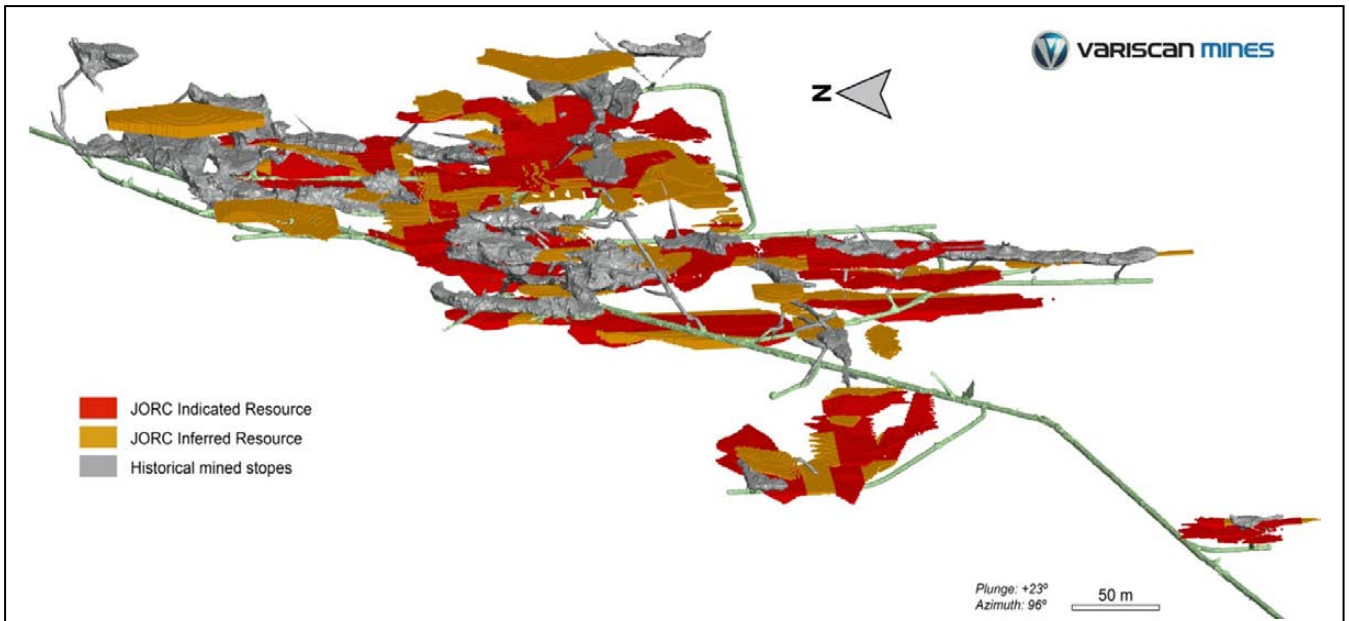 VARISCAN MINES
N
JORC Indicated Resource
JORC Inferred Resource
Historical mined stopes
Plunge: +23º
Azimuth: 96º
50 m